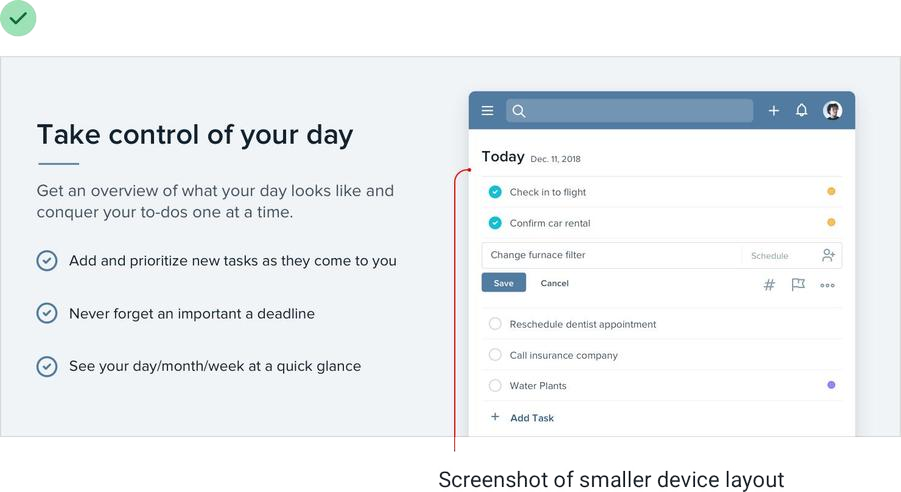 Take control of your day
Get an overview of what your day looks like and
conquer your to-dos one at a time.
Add and prioritize new tasks as they come to you
Never forget an important a deadline
See your day/month/week at a quick glance
Today Dec. 11, 2018
Check in to flight
Confirm car rental
Change furnace filter Schedule
Save Cancel
Reschedule dentist appointment
Call insurance company
Water Plants
+ Add Task
Screenshot of smaller device layout